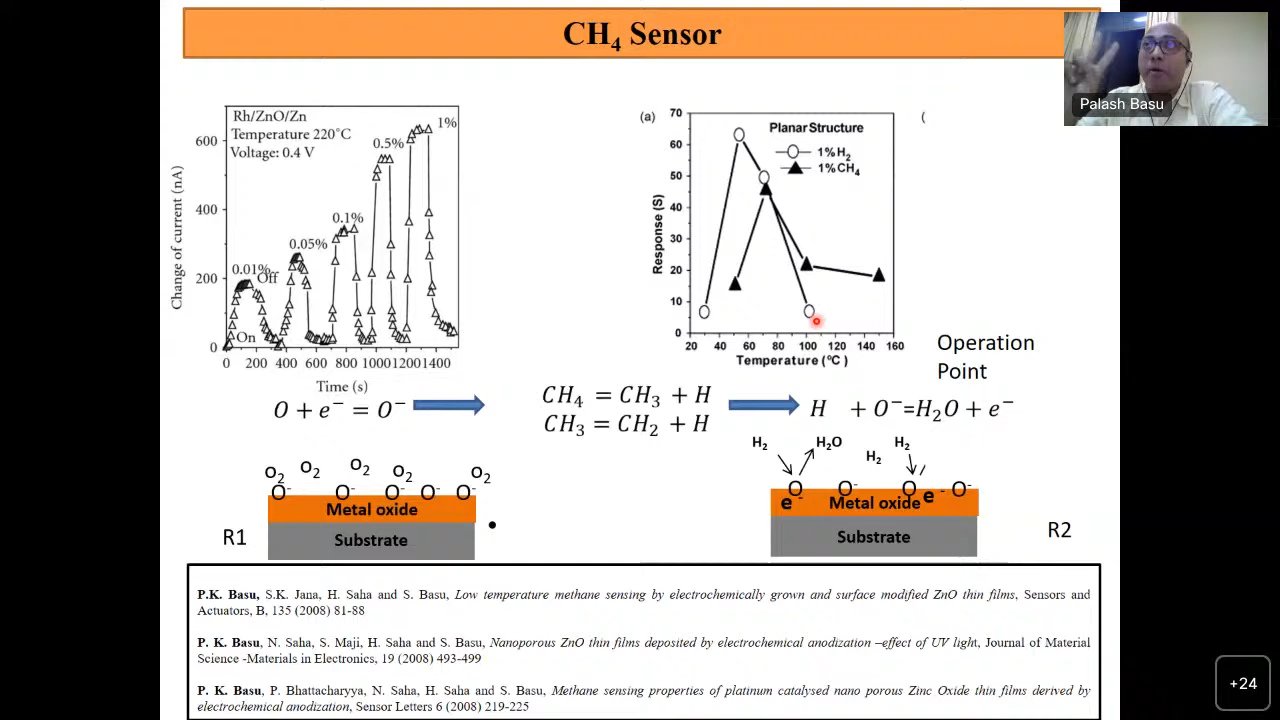 CH4 Sensor
Palash Basu
Rh/ZnO/Zn
Temperature 220°C
Voltage: 0.4 V
1%
0.5%
0.1%
0.05%
0.01%
Off
On
600
400
200
0
Change of current (nA)
0 200 400 600 800 1000 1200 1400
Time (s)
(a)
(
Planar Structure
1%H2
1%CH4
70
60
50
40
30
20
10
0
Response (S)
20 40 60 80 100 120 140 160
Temperature (°C)
Operation
Point
O + e− = O−
CH4 = CH3 + H
CH3 = CH2 + H
H + O−=H2O + e−
O2 O2 O2 O2 O2
O- O- O- O- O-
Metal oxide
Substrate
R1
H2 H2O H2 H2
O- O- O- O-
e e
Metal oxide
Substrate
R2
P.K. Basu, S.K. Jana, H. Saha and S. Basu, Low temperature methane sensing by electrochemically grown and surface modified ZnO thin films, Sensors and
Actuators, B, 135 (2008) 81-88
P. K. Basu, N. Saha, S. Maji, H. Saha and S. Basu, Nanoporous ZnO thin films deposited by electrochemical anodization –effect of UV light, Journal of Material
Science -Materials in Electronics, 19 (2008) 493-499
P. K. Basu, P. Bhattacharyya, N. Saha, H. Saha and S. Basu, Methane sensing properties of platinum catalysed nano porous Zinc Oxide thin films derived by
electrochemical anodization, Sensor Letters 6 (2008) 219-225
+24